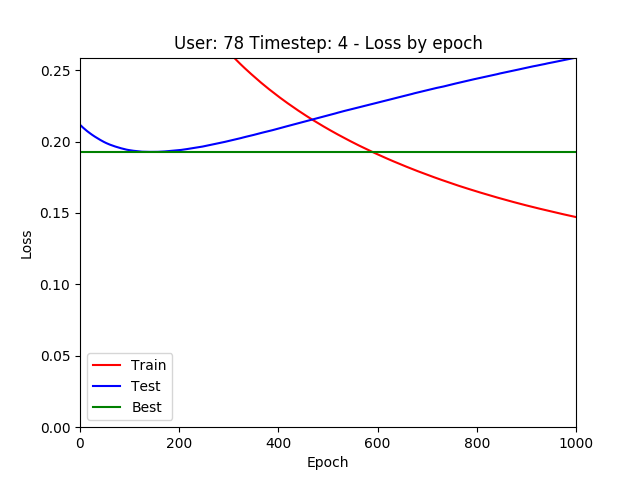 User: 78 Timestep: 4 - Loss by epoch
0.25
0.20
0.15
0.10
0.05
0.00
Loss
Train
Test
Best
0 200 400 600 800 1000
Epoch